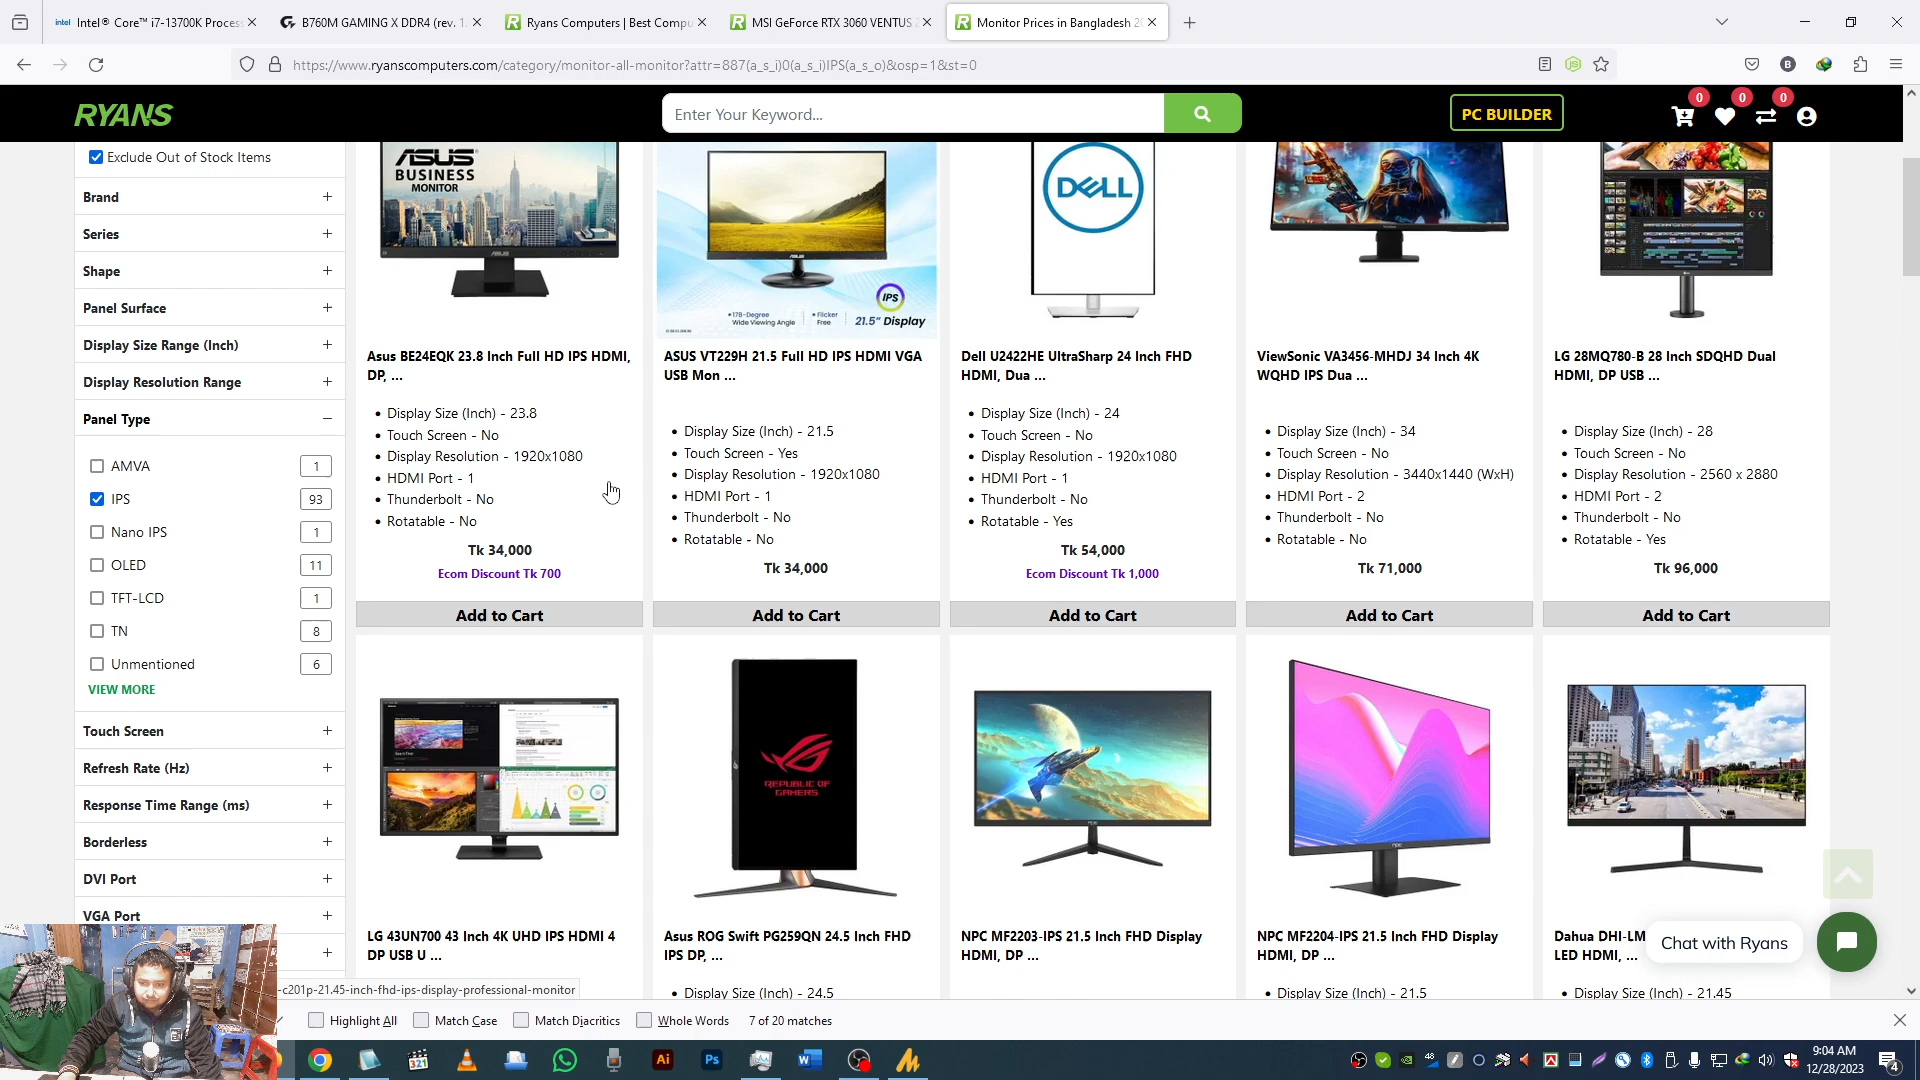 Intel® Core™ i7-13700K Process
B760M GAMING X DDR4 (rev. 1.
Ryans Computers | Best Compu
MSI GeForce RTX 3060 VENTUS 2
Monitor Prices in Bangladesh 20
https://www.ryanscomputers.com/category/monitor-all-monitor?attr=887(a_s_i)0(a_s_i)IPS(a_s_o)&osp=1&st=0
RYANS
Enter Your Keyword...
PC BUILDER
0
0
0
Exclude Out of Stock Items
Brand
Series
Shape
Panel Surface
Display Size Range (Inch)
Display Resolution Range
Panel Type
AMVA 1
IPS 93
Nano IPS 1
OLED 11
TFT-LCD 1
TN 8
Unmentioned 6
VIEW MORE
Touch Screen
Refresh Rate (Hz)
Response Time Range (ms)
Borderless
DVI Port
VGA Port
ASUS
BUSINESS
MONITOR
Asus BE24EQK 23.8 Inch Full HD IPS HDMI,
DP, ...
• Display Size (Inch) - 23.8
• Touch Screen - No
• Display Resolution - 1920x1080
• HDMI Port - 1
• Thunderbolt - No
• Rotatable - No
Tk 34,000
Ecom Discount Tk 700
Add to Cart
•178-Degree
Wide Viewing Angle
• Flicker
Free
IPS
21.5" Display
ASUS VT229H 21.5 Full HD IPS HDMI VGA
USB Mon ...
• Display Size (Inch) - 21.5
• Touch Screen - Yes
• Display Resolution - 1920x1080
• HDMI Port - 1
• Thunderbolt - No
• Rotatable - No
Tk 34,000
Add to Cart
DELL
Dell U2422HE UltraSharp 24 Inch FHD
HDMI, Dua ...
• Display Size (Inch) - 24
• Touch Screen - No
• Display Resolution - 1920x1080
• HDMI Port - 1
• Thunderbolt - No
• Rotatable - Yes
Tk 54,000
Ecom Discount Tk 1,000
Add to Cart
ViewSonic VA3456-MHDJ 34 Inch 4K
WQHD IPS Dua ...
• Display Size (Inch) - 34
• Touch Screen - No
• Display Resolution - 3440x1440 (WxH)
• HDMI Port - 2
• Thunderbolt - No
• Rotatable - No
Tk 71,000
Add to Cart
LG 28MQ780-B 28 Inch SDQHD Dual
HDMI, DP USB ...
• Display Size (Inch) - 28
• Touch Screen - No
• Display Resolution - 2560 x 2880
• HDMI Port - 2
• Thunderbolt - No
• Rotatable - Yes
Tk 96,000
Add to Cart
LG 43UN700 43 Inch 4K UHD IPS HDMI 4
DP USB U ...
REPUBLIC OF
GAMERS
Asus ROG Swift PG259QN 24.5 Inch FHD
IPS DP, ...
• Display Size (Inch) - 24.5
NPC MF2203-IPS 21.5 Inch FHD Display
HDMI, DP ...
NPC MF2204-IPS 21.5 Inch FHD Display
HDMI, DP ...
• Display Size (Inch) - 21.5
Dahua DHI-LM
LED HDMI, ...
• Display Size (Inch) - 21.45
Chat with Ryans
-c201p-21.45-inch-fhd-ips-display-professional-monitor
Highlight All
Match Case
Match Diacritics
Whole Words
7 of 20 matches
9:04 AM
12/28/2023
4